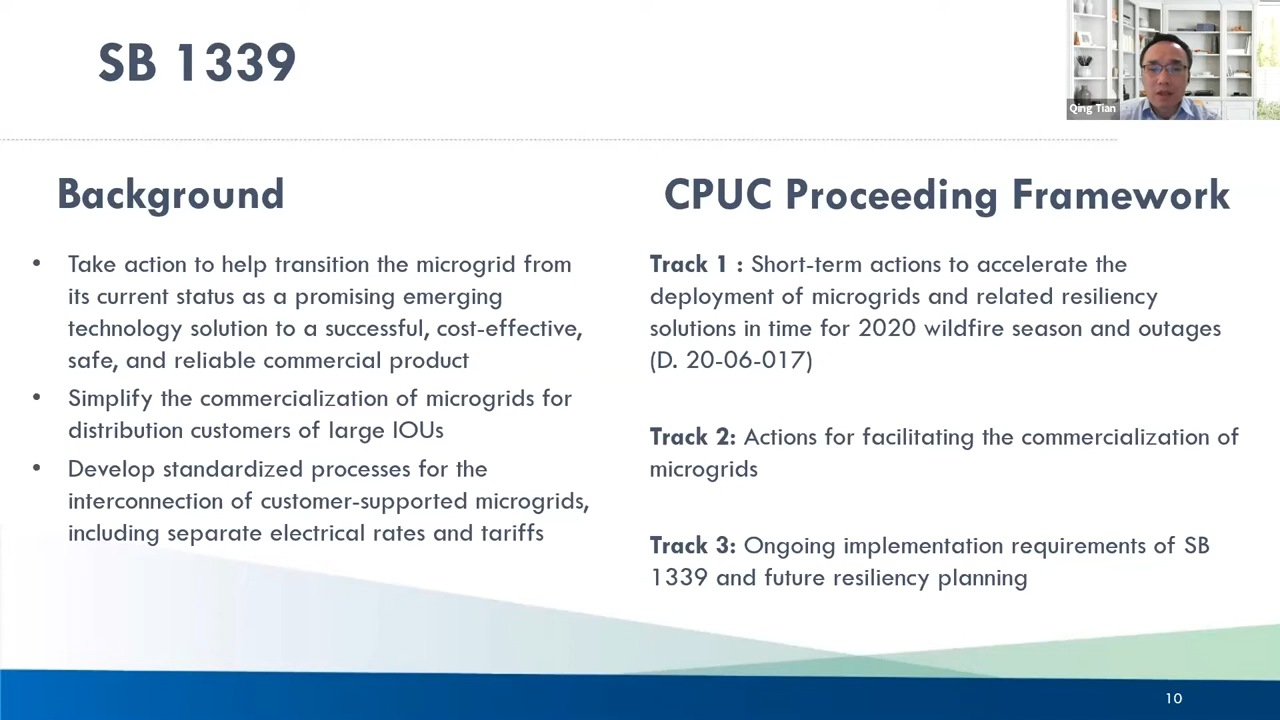 SB 1339
Qing Tian
Background
• Take action to help transition the microgrid from
its current status as a promising emerging
technology solution to a successful, cost-effective,
safe, and reliable commercial product
• Simplify the commercialization of microgrids for
distribution customers of large IOUs
• Develop standardized processes for the
interconnection of customer-supported microgrids,
including separate electrical rates and tariffs
CPUC Proceeding Framework
Track 1 : Short-term actions to accelerate the
deployment of microgrids and related resiliency
solutions in time for 2020 wildfire season and outages
(D. 20-06-017)
Track 2: Actions for facilitating the commercialization of
microgrids
Track 3: Ongoing implementation requirements of SB
1339 and future resiliency planning
10